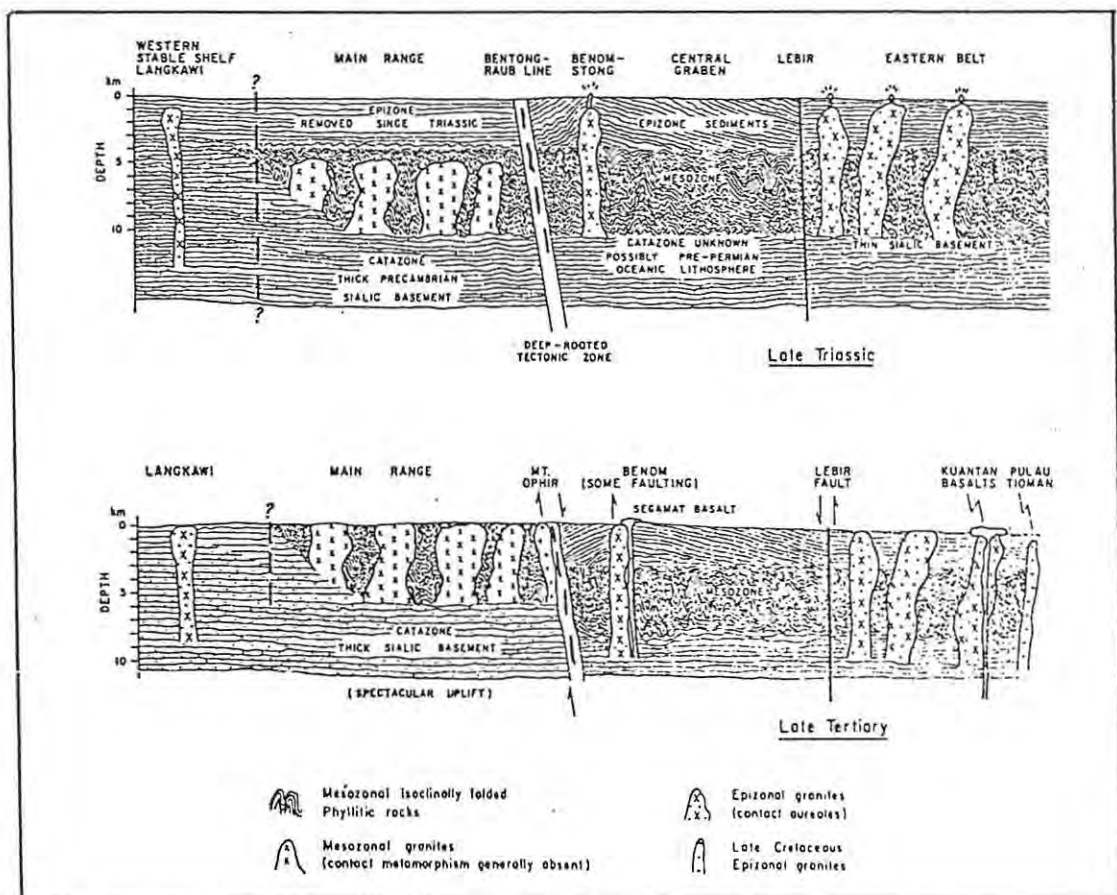 WESTERN
STABLE SHELF
LANGKAWI
MAIN RANGE
BENTONG-
RAUB LINE
BENOM-
STONG
CENTRAL
GRABEN
LEBIR
EASTERN BELT
km
?
0
5
10
DEPTH
EPIZONE
REMOVED SINCE TRIASSIC
EPIZONE SEDIMENTS
MESOZONE
CATAZONE
THICK PRECAMBRIAN
SIALIC BASEMENT
CATAZONE UNKNOWN
POSSIBLY PRE-PERMIAN
OCEANIC LITHOSPHERE
THIN SIALIC BASEMENT
?
DEEP-ROOTED
TECTONIC ZONE
Late Triassic
LANGKAWI
MAIN RANGE
MT.
OPHIR
BENOM
(SOME FAULTING)
SEGAMAT BASALT
LEBIR
FAULT
KUANTAN
BASALTS
PULAU
TIOMAN
km
?
0
5
10
DEPTH
MESOZONE
CATAZONE
THICK SIALIC BASEMENT
(SPECTACULAR UPLIFT)
Late Tertiary
Mesozonal Isoclinally folded
Phyllitic rocks
Mesozonal granites
(contact metamorphism generally absent)
Epizonal granites
(contact aureoles)
Late Cretaceous
Epizonal granites